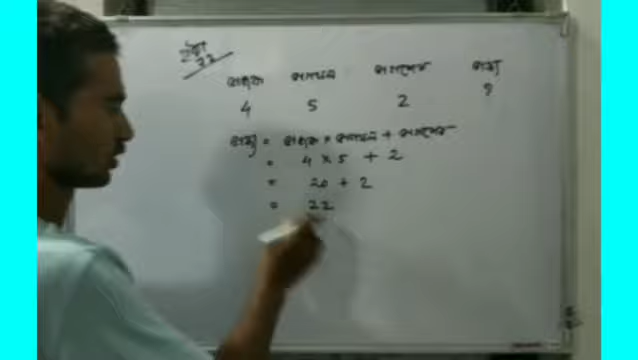 ভাজক ভাগফল ভাগশেষ ভাজ্য
4 5 2 ?
ভাজ্য = ভাজক × ভাগফল + ভাগশেষ
= 4 × 5 + 2
= 20 + 2
= 22